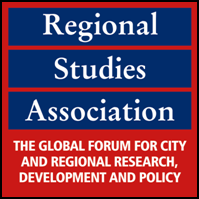 Regional
Studies
Association
THE GLOBAL FORUM FOR CITY
AND REGIONAL RESEARCH,
DEVELOPMENT AND POLICY